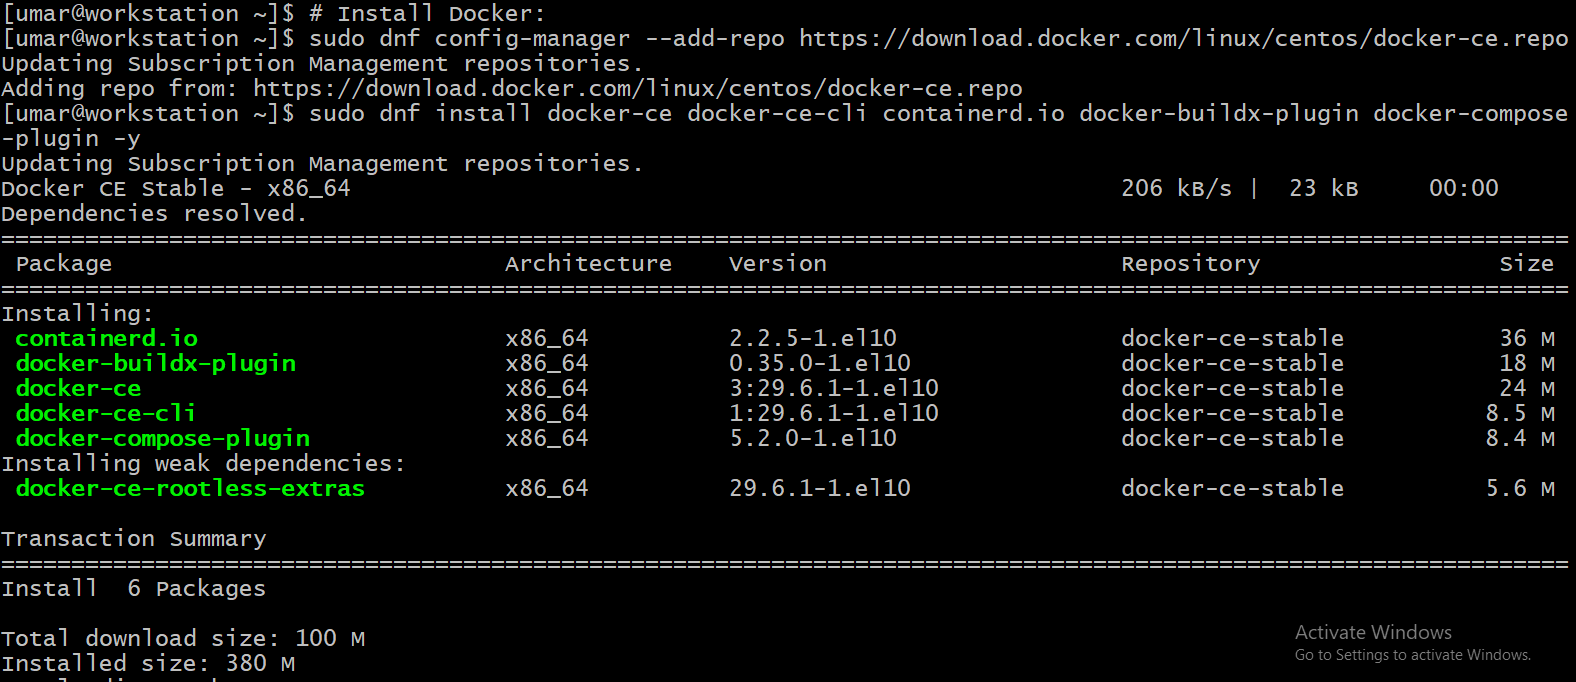 [umar@workstation ~]$ # Install Docker:
[umar@workstation ~]$ sudo dnf config-manager --add-repo https://download.docker.com/linux/centos/docker-ce.repo
Updating Subscription Management repositories.
Adding repo from: https://download.docker.com/linux/centos/docker-ce.repo
[umar@workstation ~]$ sudo dnf install docker-ce docker-ce-cli containerd.io docker-buildx-plugin docker-compose
-plugin -y
Updating Subscription Management repositories.
Docker CE Stable - x86_64 206 kB/s | 23 kB 00:00
Dependencies resolved.
================================================================================================================
Package Architecture Version Repository Size
================================================================================================================
Installing:
containerd.io x86_64 2.2.5-1.el10 docker-ce-stable 36 M
docker-buildx-plugin x86_64 0.35.0-1.el10 docker-ce-stable 18 M
docker-ce x86_64 3:29.6.1-1.el10 docker-ce-stable 24 M
docker-ce-cli x86_64 1:29.6.1-1.el10 docker-ce-stable 8.5 M
docker-compose-plugin x86_64 5.2.0-1.el10 docker-ce-stable 8.4 M
Installing weak dependencies:
docker-ce-rootless-extras x86_64 29.6.1-1.el10 docker-ce-stable 5.6 M
Transaction Summary
================================================================================================================
Install 6 Packages
Total download size: 100 M
Installed size: 380 M
Activate Windows
Go to Settings to activate Windows.